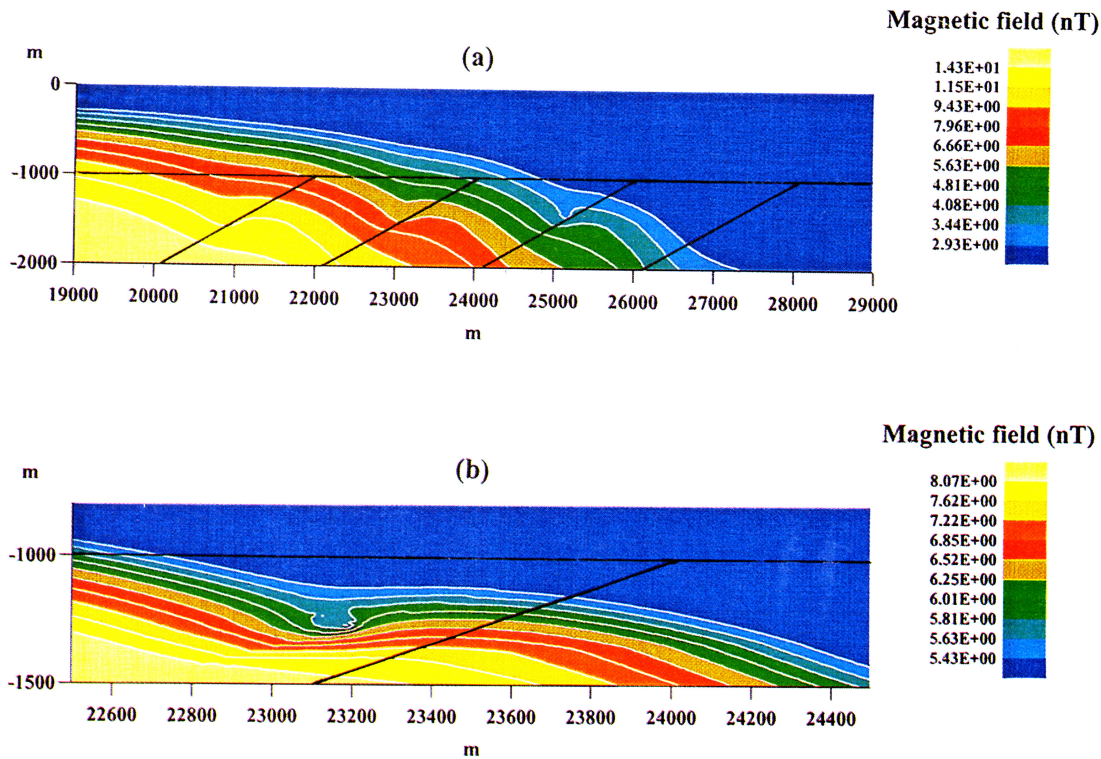 Magnetic field (nT)
(a)
m
0
-1000
-2000
19000 20000 21000 22000 23000 24000 25000 26000 27000 28000 29000
m
1.43E+01
1.15E+01
9.43E+00
7.96E+00
6.66E+00
5.63E+00
4.81E+00
4.08E+00
3.44E+00
2.93E+00
Magnetic field (nT)
(b)
m
-1000
-1500
22600 22800 23000 23200 23400 23600 23800 24000 24200 24400
m
8.07E+00
7.62E+00
7.22E+00
6.85E+00
6.52E+00
6.25E+00
6.01E+00
5.81E+00
5.63E+00
5.43E+00